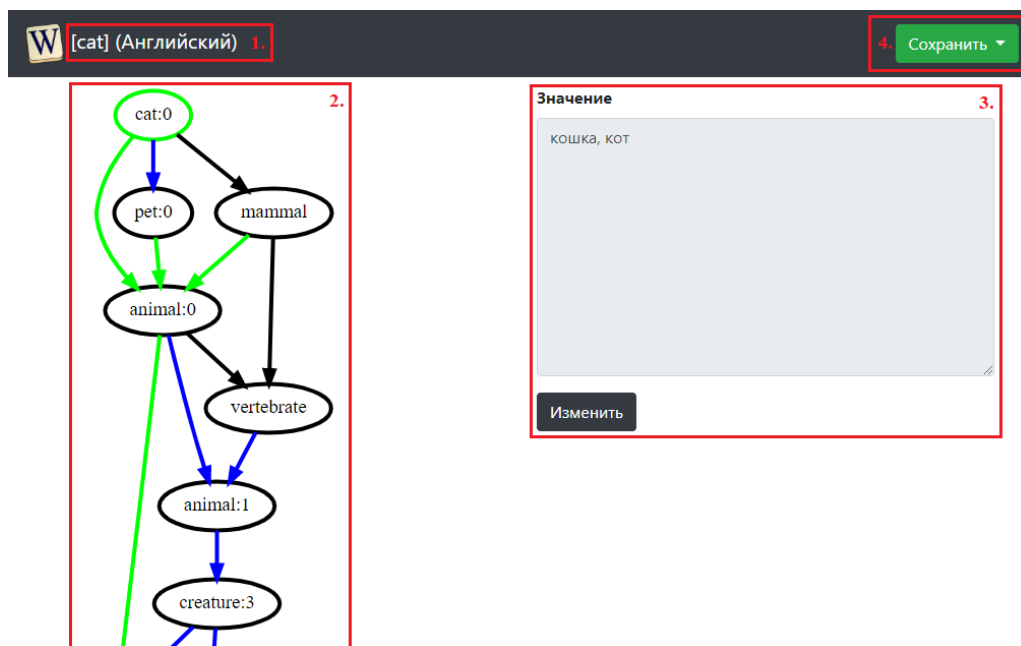 W [cat] (Английский) 1.
4. Сохранить
2.
cat:0
pet:0 mammal
animal:0
vertebrate
animal:1
creature:3
Значение 3.
кошка, кот
Изменить